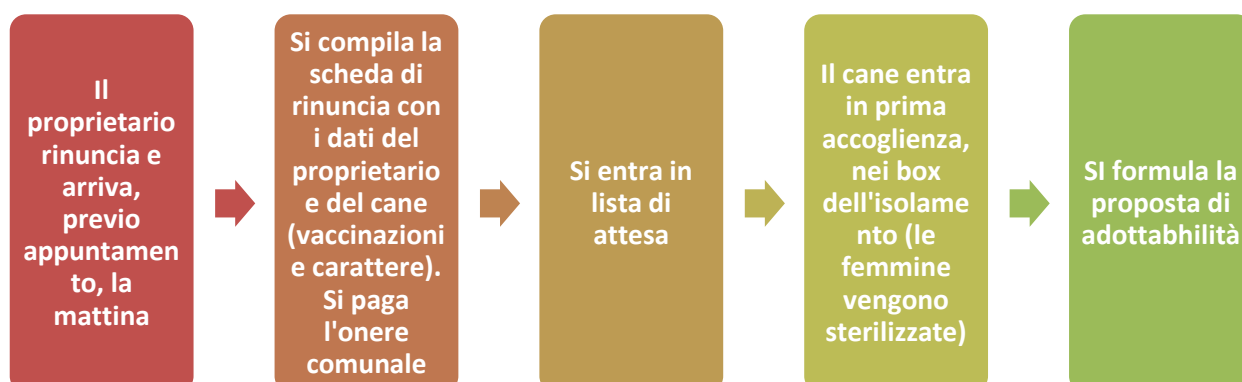 Il
proprietario
rinuncia e
arriva,
previo
appuntamen
to, la
mattina
Si compila la
scheda di
rinuncia con
i dati del
proprietario
e del cane
(vaccinazioni
e carattere).
Si paga
l'onere
comunale
Si entra in
lista di
attesa
Il cane entra
in prima
accoglienza,
nei box
dell'isolame
nto (le
femmine
vengono
sterilizzate)
SI formula la
proposta di
adottabhilità